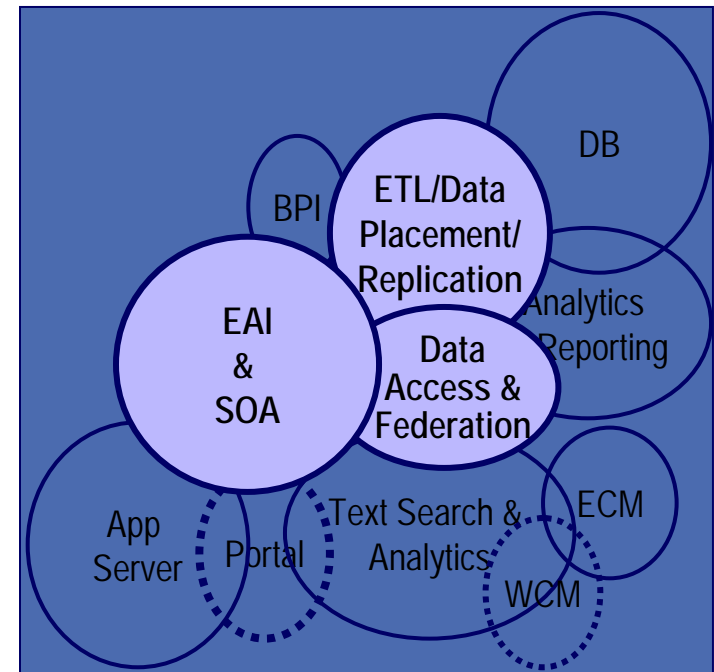 DB
BPI
ETL/Data
Placement/
Replication
Analytics
Reporting
EAI
&
SOA
Data
Access &
Federation
App
Server
Portal
Text Search &
Analytics
ECM
WCM